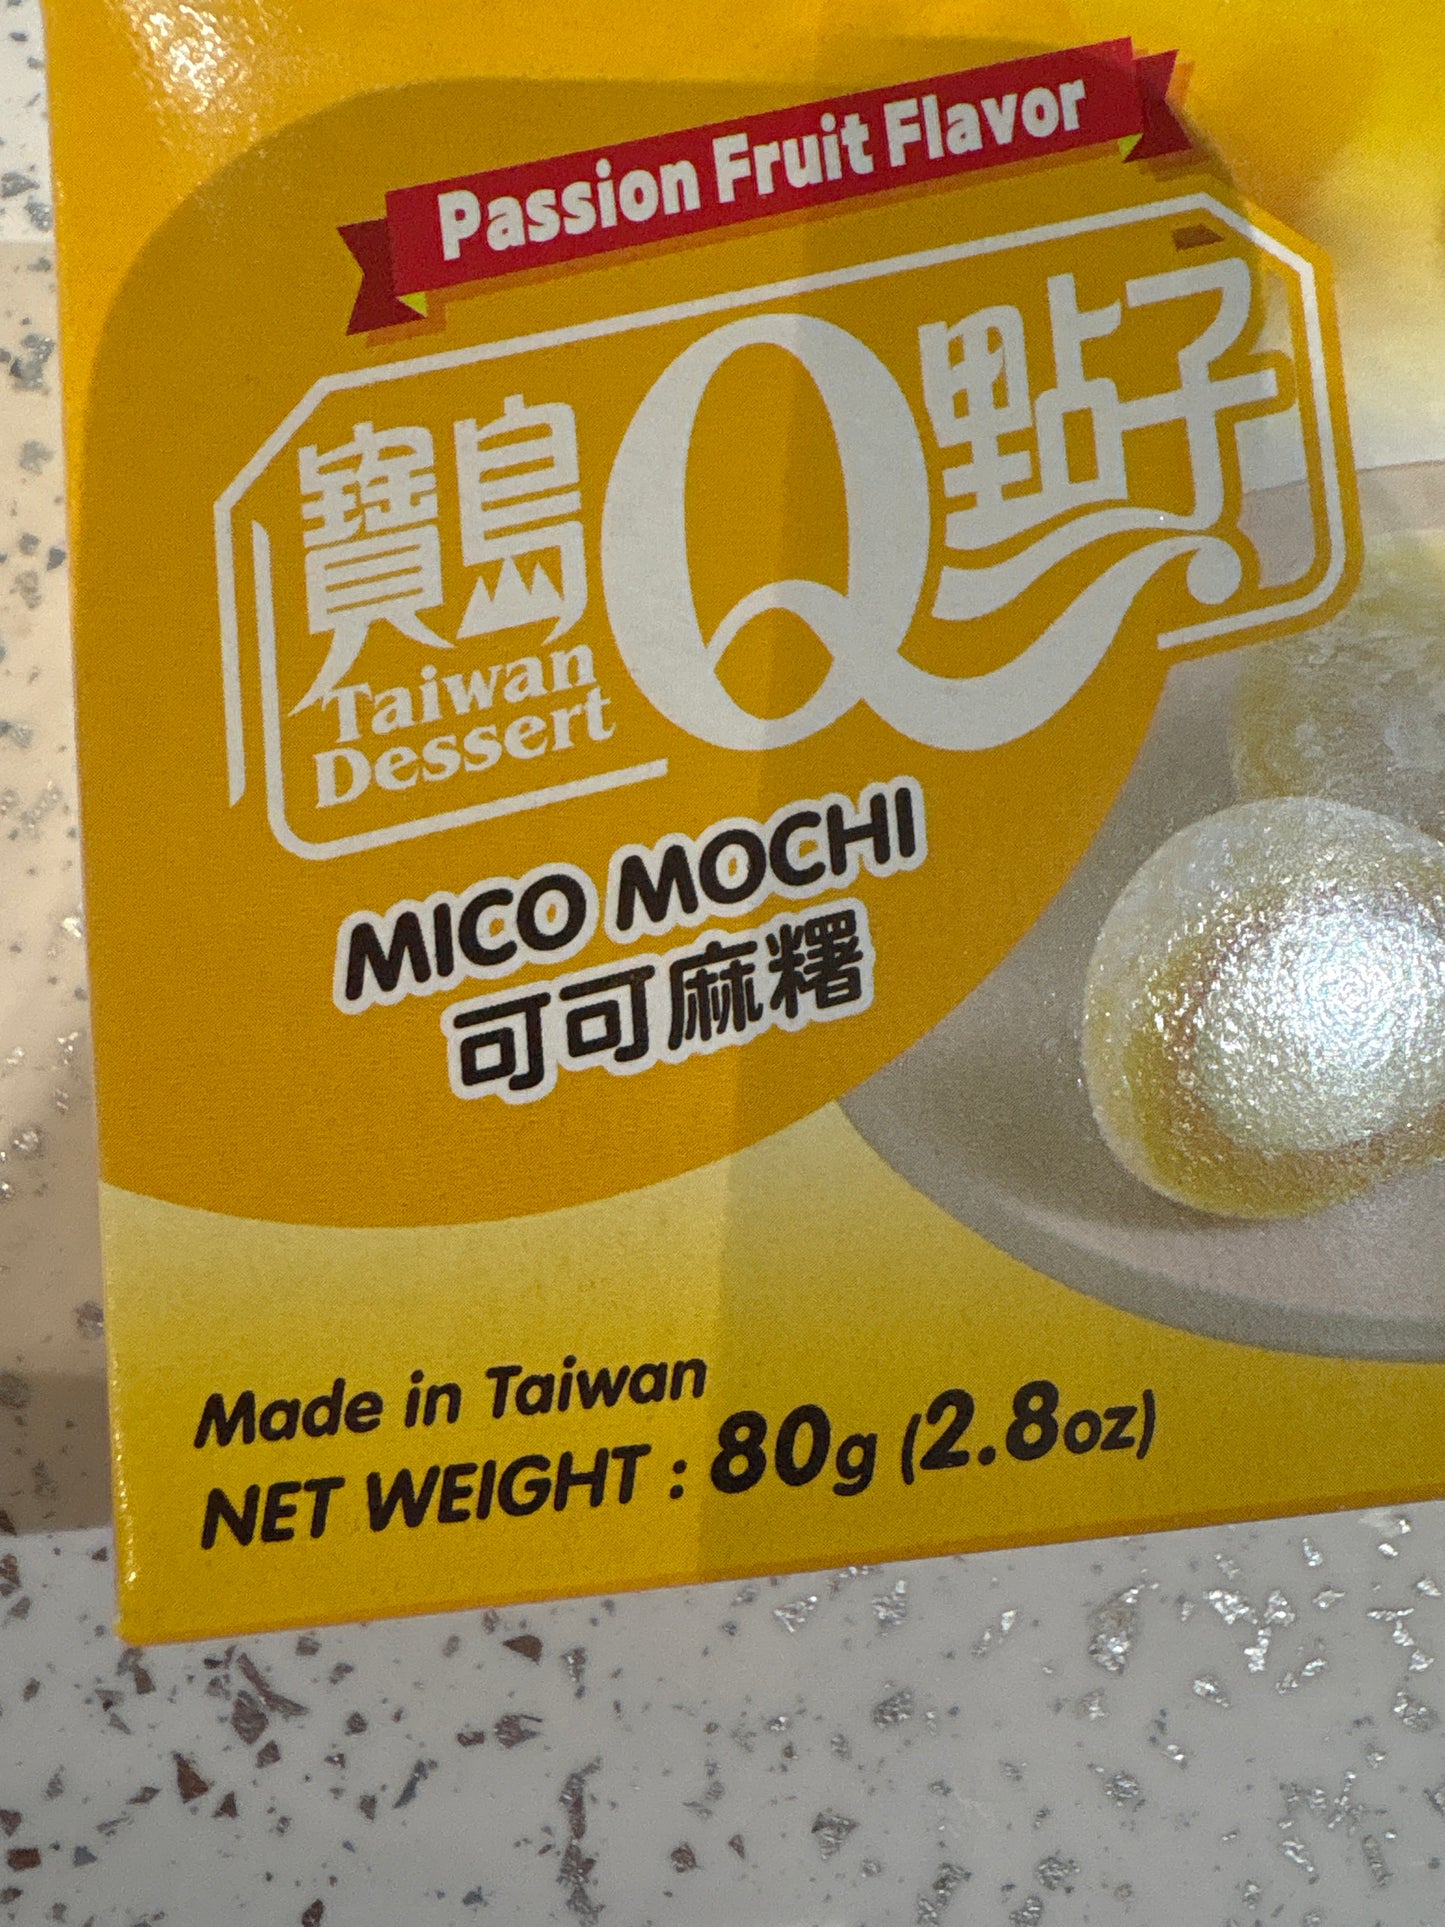 Passion Fruit Flavor
寶島Q點子
Taiwan
Dessert
MICO MOCHI
可可麻糬
Made in Taiwan
NET WEIGHT : 80g (2.8oz)